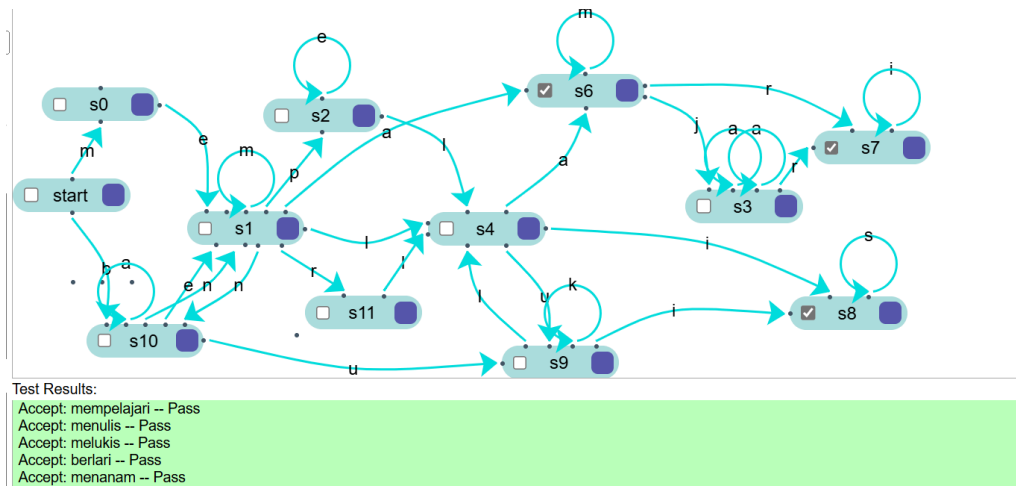 m
e
i
s0
s6
r
s2
e
a
j
a
a
s7
m
l
m
p
a
r
start
s3
s1
l
s4
i
s
b
a
e
n
n
r
l
l
u
k
s11
i
s8
s10
s9
u
Test Results:
Accept: mempelajari -- Pass
Accept: menulis -- Pass
Accept: melukis -- Pass
Accept: berlari -- Pass
Accept: menanam -- Pass